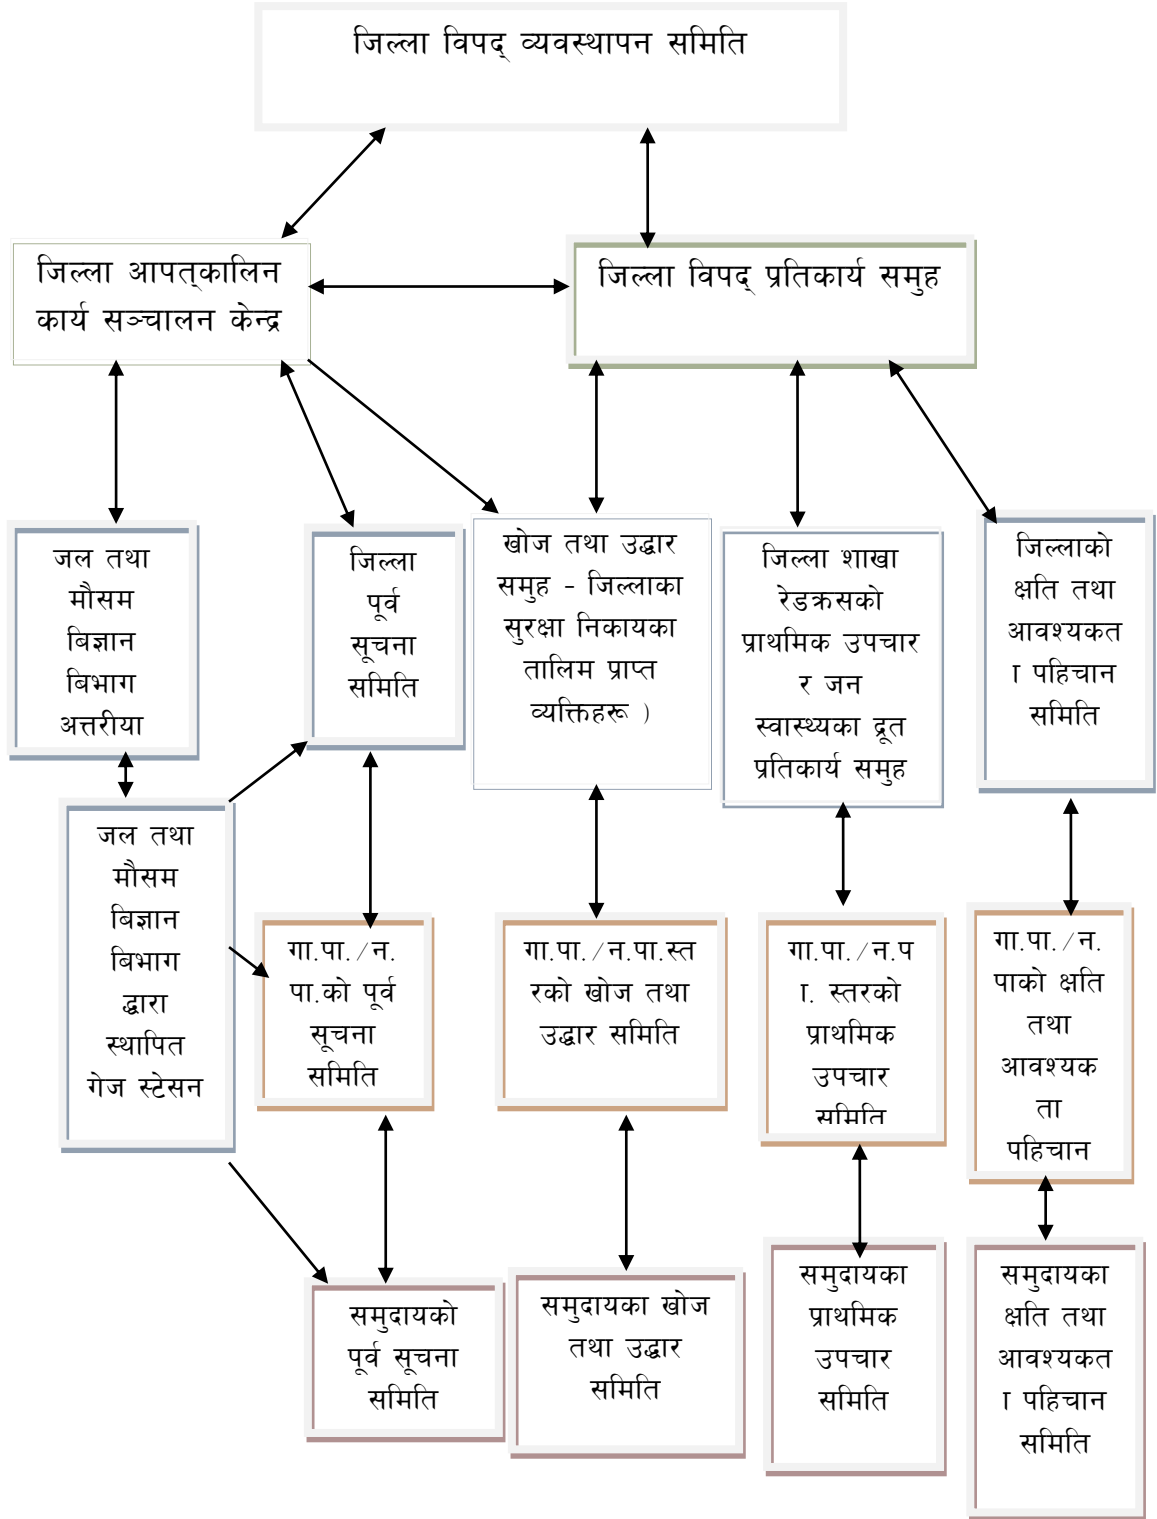 जिल्ला विपद् व्यवस्थापन समिति
जिल्ला आपत्कालिन
कार्य सञ्चालन केन्द्र
जिल्ला विपद् प्रतिकार्य समुह
जल तथा
मौसम
बिज्ञान
बिभाग
अत्तरीया
जिल्ला
पूर्व
सूचना
समिति
खोज तथा उद्धार
समुह - जिल्लाका
सुरक्षा निकायका
तालिम प्राप्त
व्यक्तिहरू )
जिल्ला शाखा
रेडक्रसको
प्राथमिक उपचार
र जन
स्वास्थ्यका द्रूत
प्रतिकार्य समुह
जिल्लाको
क्षति तथा
आवश्यकत
ा पहिचान
समिति
जल तथा
मौसम
बिज्ञान
बिभाग
द्धारा
स्थापित
गेज स्टेसन
गा.पा./न.
पा.को पूर्व
सूचना
समिति
गा.पा./न.पा.स्त
रको खोज तथा
उद्धार समिति
गा.पा./न.प
ा. स्तरको
प्राथमिक
उपचार
समिति
गा.पा./न.
पाको क्षति
तथा
आवश्यक
ता
पहिचान
समुदायको
पूर्व सूचना
समिति
समुदायका खोज
तथा उद्धार
समिति
समुदायका
प्राथमिक
उपचार
समिति
समुदायका
क्षति तथा
आवश्यकत
ा पहिचान
समिति